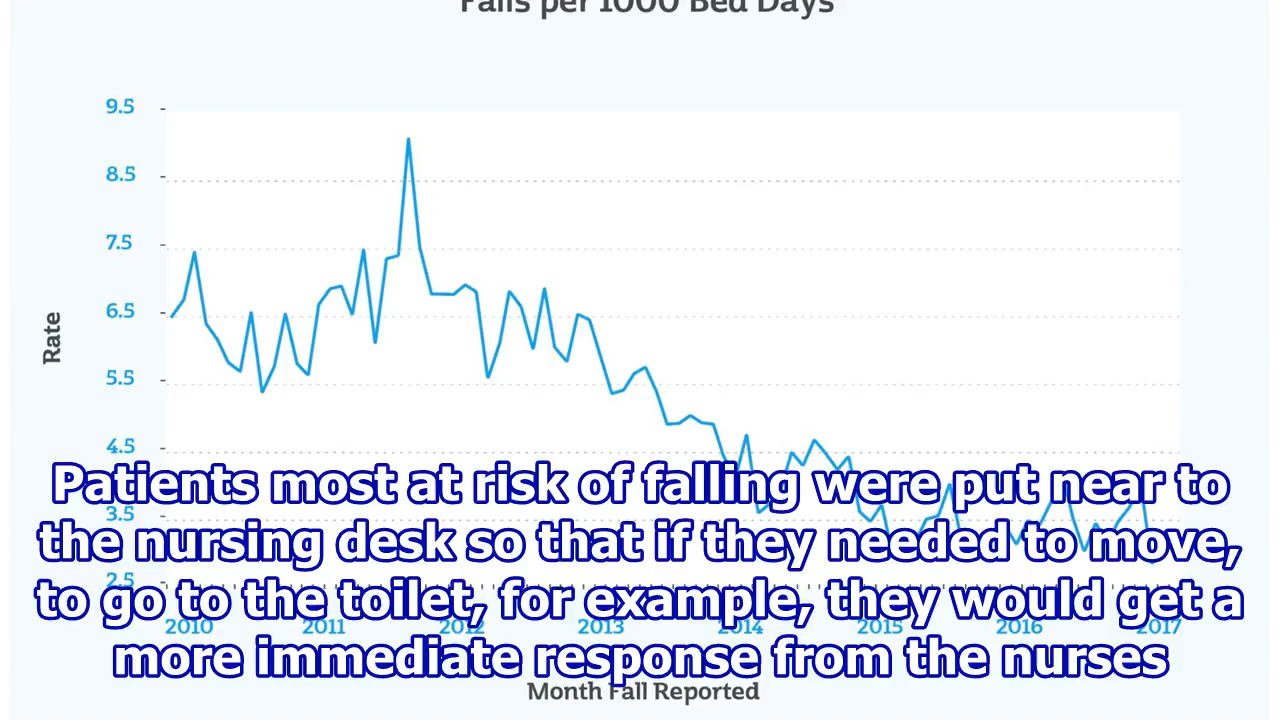 Falls per 1000 Bed Days
9.5
8.5
7.5
6.5
5.5
4.5
3.5
2.5
Rate
Patients most at risk of falling were put near to
the nursing desk so that if they needed to move,
to go to the toilet, for example, they would get a
more immediate response from the nurses
2010 2011 2012 2013 2014 2015 2016 2017
Month Fall Reported